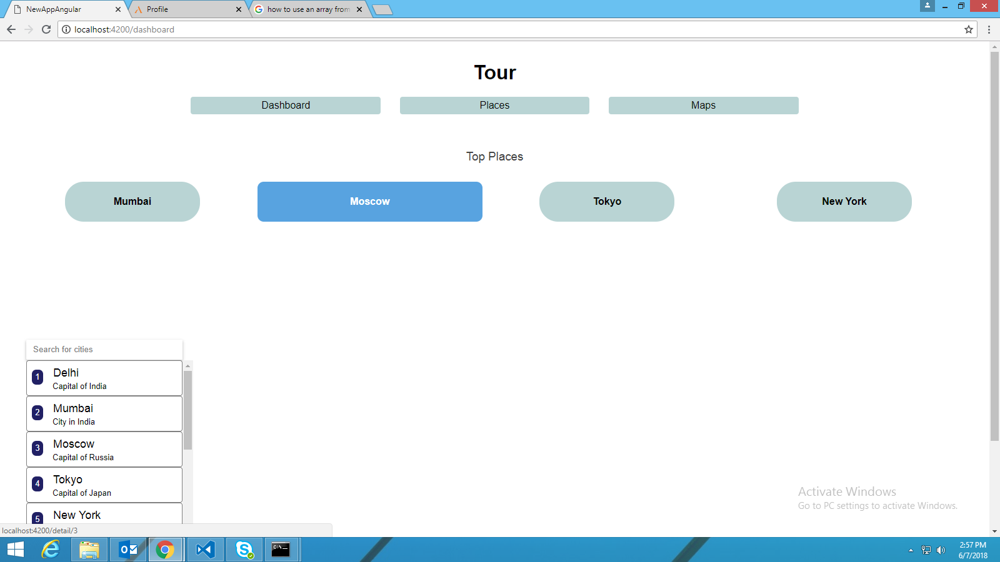 NewAppAngular
Profile
how to use an array from
localhost:4200/dashboard
Tour
Dashboard Places Maps
Top Places
Mumbai Moscow Tokyo New York
Search for cities
1 Delhi
Capital of India
2 Mumbai
City in India
3 Moscow
Capital of Russia
4 Tokyo
Capital of Japan
5 New York
Activate Windows
Go to PC settings to activate Windows.
localhost:4200/detail/3
2:57 PM
6/7/2018